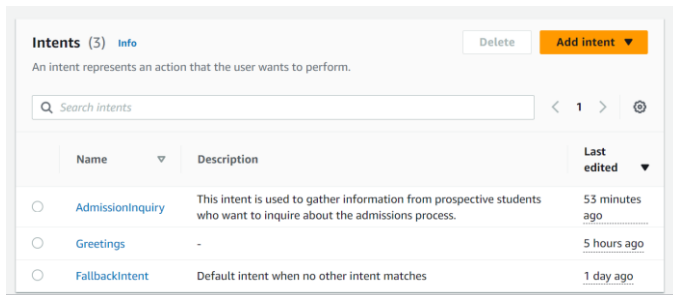 Intents (3) Info
Delete
Add intent
An intent represents an action that the user wants to perform.
Search intents
1
Name
Description
Last
edited
AdmissionInquiry
This intent is used to gather information from prospective students
who want to inquire about the admissions process.
53 minutes
ago
Greetings
-
5 hours ago
FallbackIntent
Default intent when no other intent matches
1 day ago